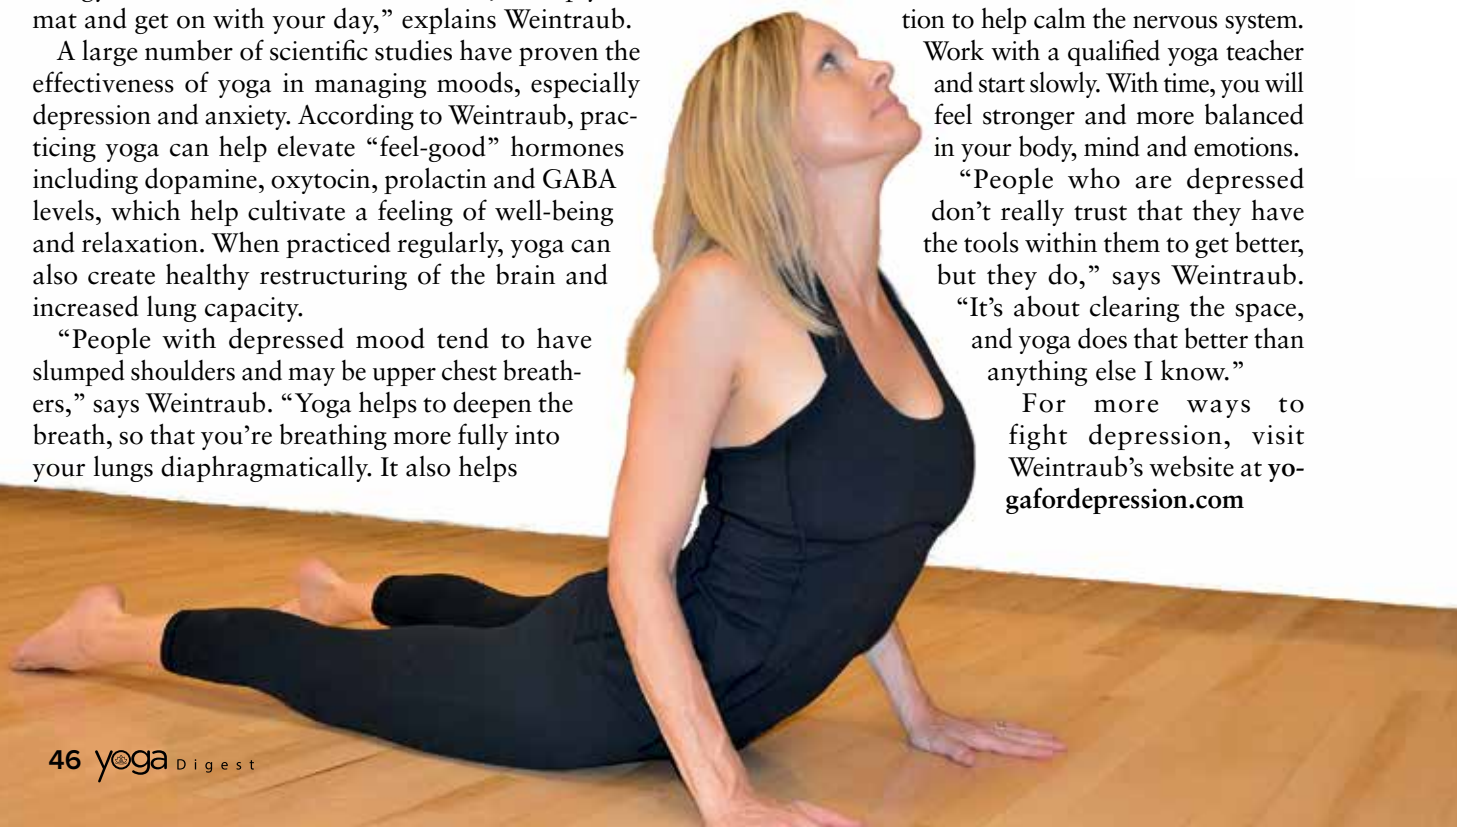 mat and get on with your day,” explains Weintraub.
A large number of scientific studies have proven the
effectiveness of yoga in managing moods, especially
depression and anxiety. According to Weintraub, prac-
ticing yoga can help elevate “feel-good” hormones
including dopamine, oxytocin, prolactin and GABA
levels, which help cultivate a feeling of well-being
and relaxation. When practiced regularly, yoga can
also create healthy restructuring of the brain and
increased lung capacity.
“People with depressed mood tend to have
slumped shoulders and may be upper chest breath-
ers,” says Weintraub. “Yoga helps to deepen the
breath, so that you’re breathing more fully into
your lungs diaphragmatically. It also helps
tion to help calm the nervous system.
Work with a qualified yoga teacher
and start slowly. With time, you will
feel stronger and more balanced
in your body, mind and emotions.
“People who are depressed
don’t really trust that they have
the tools within them to get better,
but they do,” says Weintraub.
“It’s about clearing the space,
and yoga does that better than
anything else I know.”
For more ways to
fight depression, visit
Weintraub’s website at yo-
gafordepression.com
46 yoga Digest